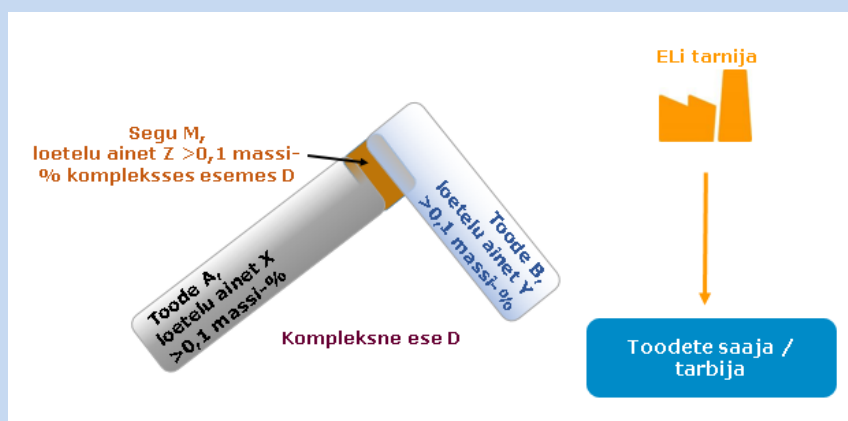 ELi tarnija
Segu M,
loetelu ainet Z >0,1 massi-
% kompleksses esemes D
Toode A,
loetelu ainet X
>0,1 massi-%
Toode B,
loetelu ainet Y
>0,1 massi-%
Kompleksne ese D
Toodete saaja /
tarbija